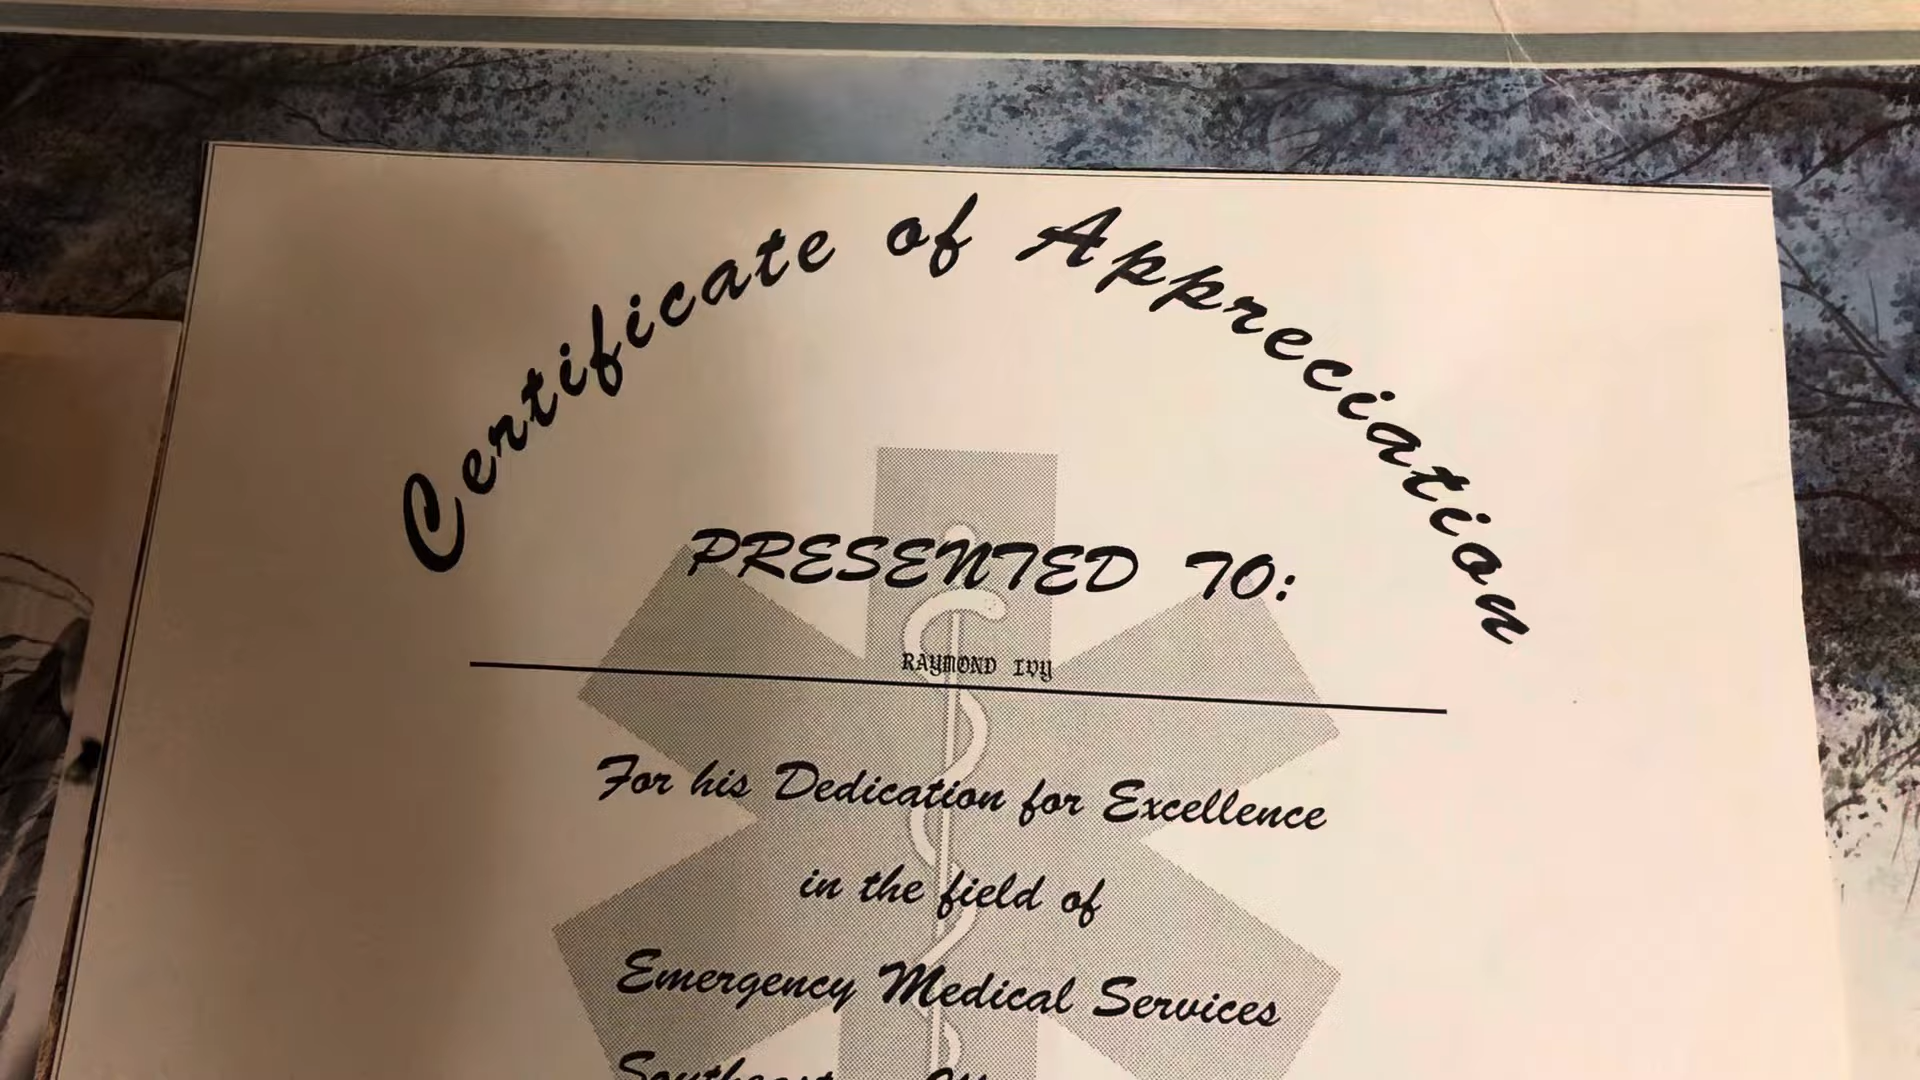 Certificate of Appreciation
PRESENTED TO:
RAYMOND IVY
For his Dedication for Excellence
in the field of
Emergency Medical Services